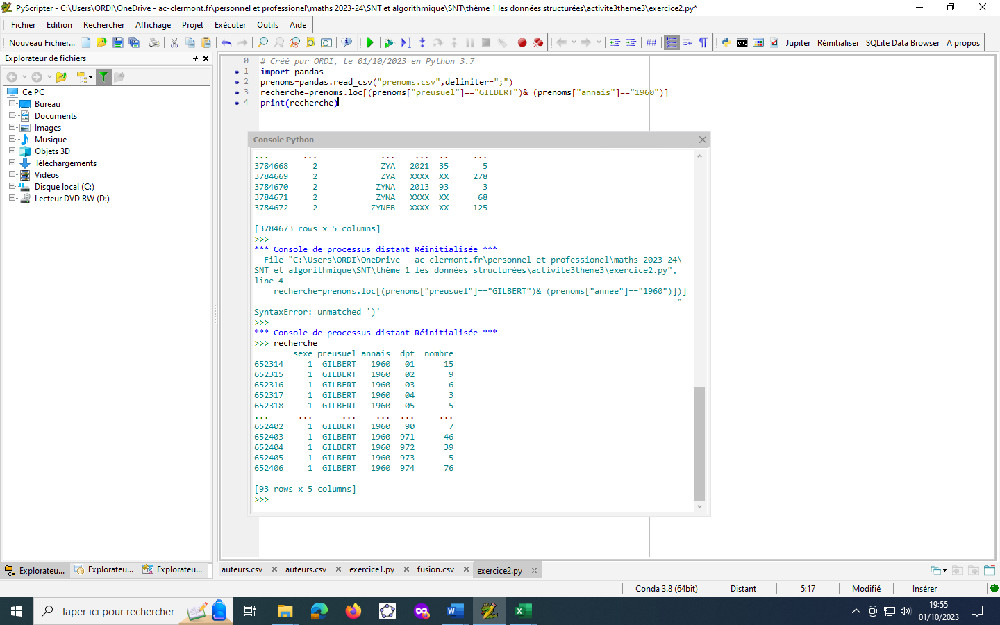 PyScripter - C:\Users\ORDI\OneDrive - ac-clermont.fr\personnel et professionel\maths 2023-24\SNT et algorithmique\SNT\thème 1 les données structurées\activite3theme3\exercice2.py*
Fichier Edition Rechercher Affichage Projet Exécuter Outils Aide
Nouveau Fichier... Jupiter Réinitialiser SQLite Data Browser A propos
Explorateur de fichiers
Ce PC
Bureau
Documents
Images
Musique
Objets 3D
Téléchargements
Vidéos
Disque local (C:)
Lecteur DVD RW (D:)
0 # Créé par ORDI, le 01/10/2023 en Python 3.7
1 import pandas
2 prenoms=pandas.read_csv("prenoms.csv",delimiter=";")
3 recherche=prenoms.loc[(prenoms["preusuel"]=="GILBERT")& (prenoms["annais"]=="1960")]
4 print(recherche)
Console Python
... ... ... ... .. ...
3784668 2 ZYA 2021 35 5
3784669 2 ZYA XXXX XX 278
3784670 2 ZYNA 2013 93 3
3784671 2 ZYNA XXXX XX 68
3784672 2 ZYNEB XXXX XX 125
[3784673 rows x 5 columns]
>>>
*** Console de processus distant Réinitialisée ***
File "C:\Users\ORDI\OneDrive - ac-clermont.fr\personnel et professionel\maths 2023-24\
SNT et algorithmique\SNT\thème 1 les données structurées\activite3theme3\exercice2.py",
line 4
recherche=prenoms.loc[(prenoms["preusuel"]=="GILBERT")& (prenoms["annee"]=="1960")])]
^
SyntaxError: unmatched ')'
>>>
*** Console de processus distant Réinitialisée ***
>>> recherche
sexe preusuel annais dpt nombre
652314 1 GILBERT 1960 01 15
652315 1 GILBERT 1960 02 9
652316 1 GILBERT 1960 03 6
652317 1 GILBERT 1960 04 3
652318 1 GILBERT 1960 05 5
... ... ... ... ... ...
652402 1 GILBERT 1960 90 7
652403 1 GILBERT 1960 971 46
652404 1 GILBERT 1960 972 39
652405 1 GILBERT 1960 973 5
652406 1 GILBERT 1960 974 76
[93 rows x 5 columns]
>>>
Explorateu... Explorateu... Explorateu...
auteurs.csv auteurs.csv exercice1.py fusion.csv exercice2.py
Conda 3.8 (64bit) Distant 5:17 Modifié Insérer
Taper ici pour rechercher
19:55
01/10/2023